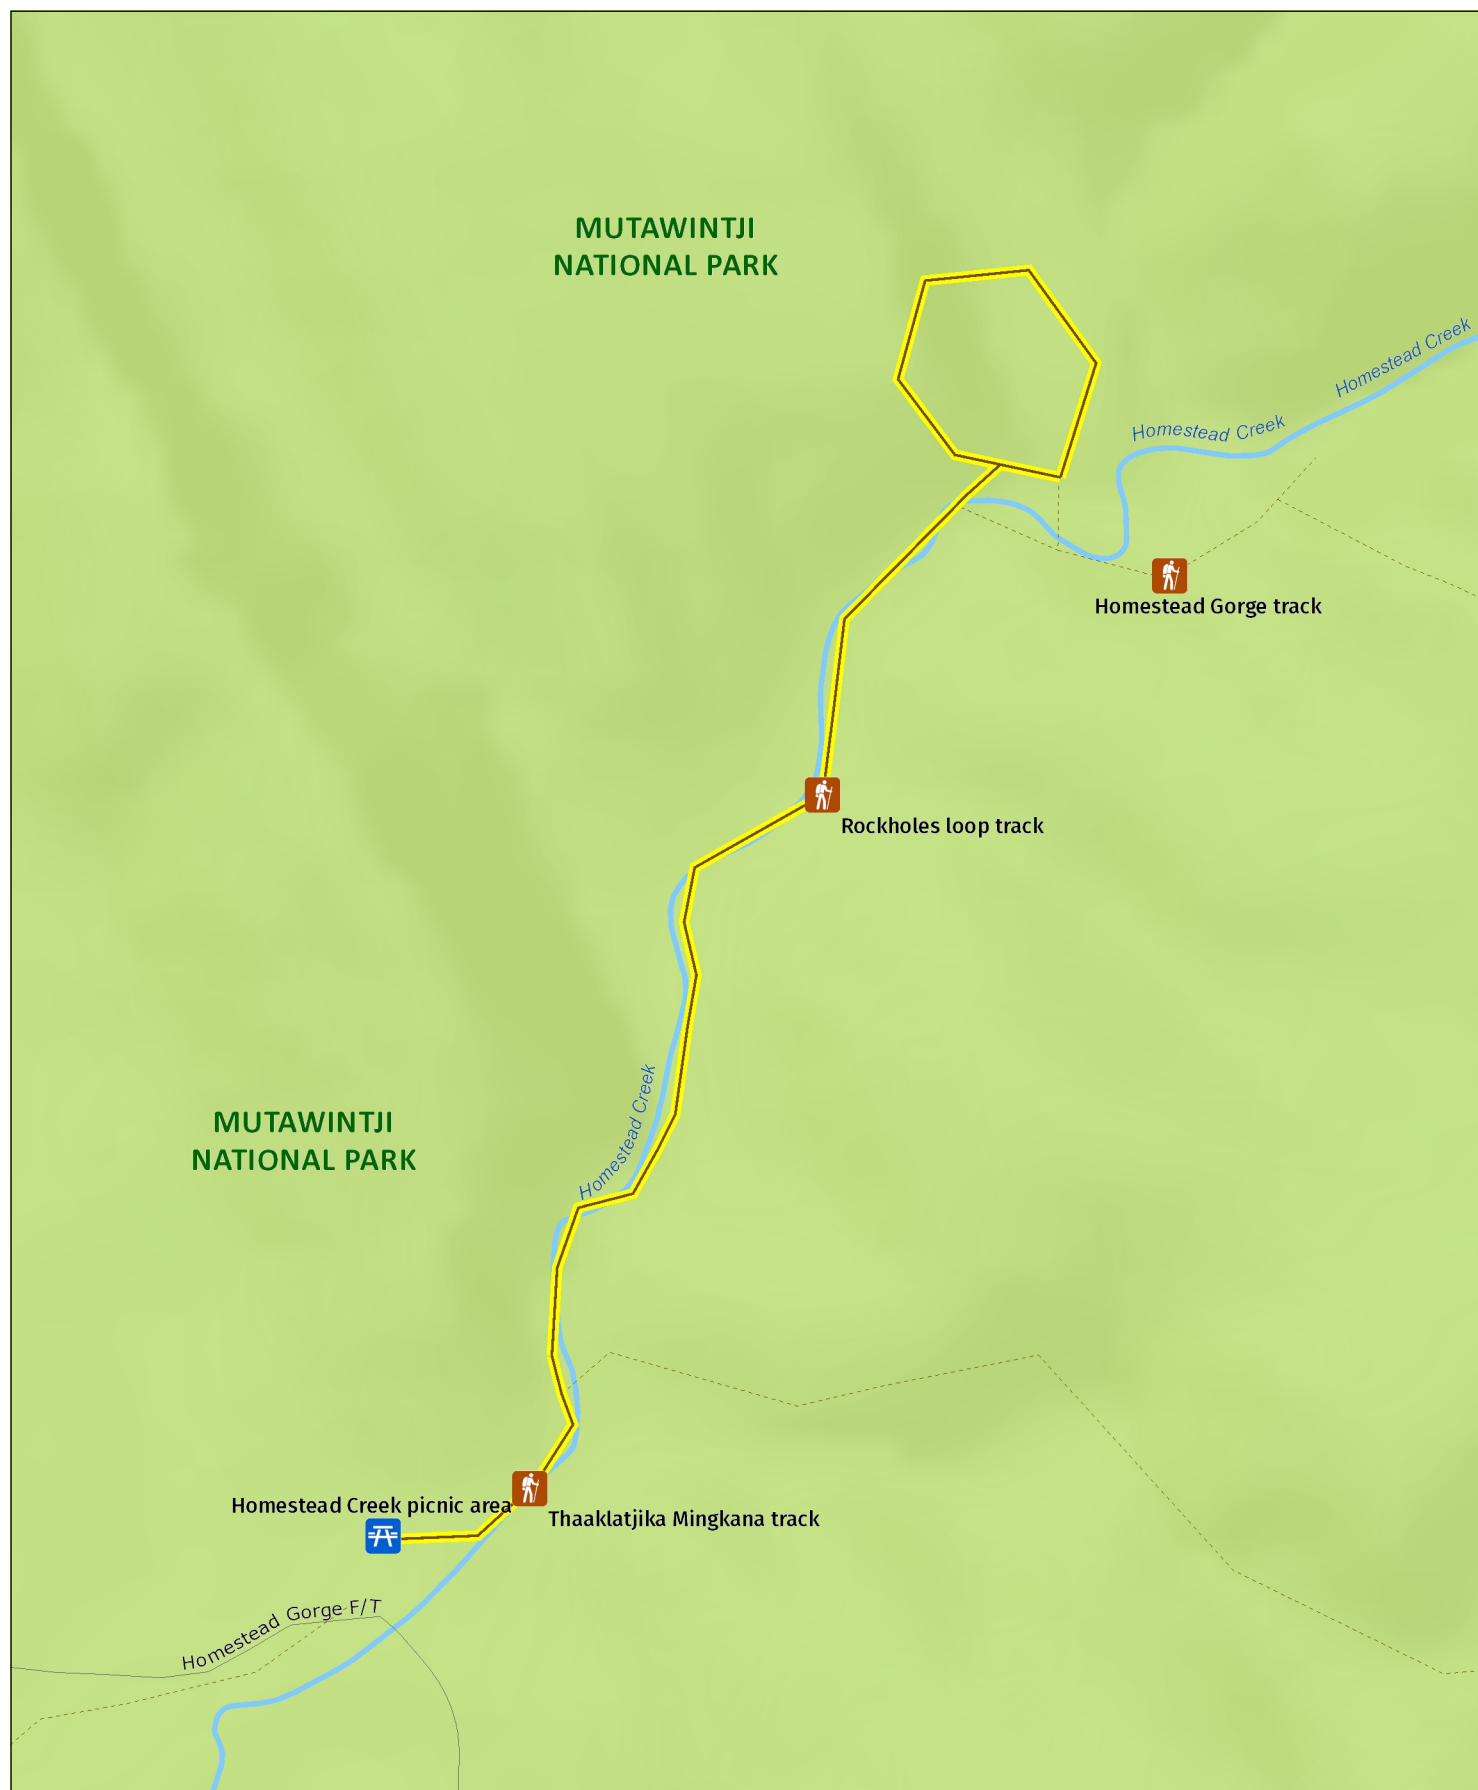 MUTAWINTJI
NATIONAL PARK
Homestead Creek
Homestead Creek
Homestead Gorge track
Rockholes loop track
Homestead Creek
MUTAWINTJI
NATIONAL PARK
Homestead Creek picnic area
Thaaklatjika Mingkana track
Homestead Gorge F/T